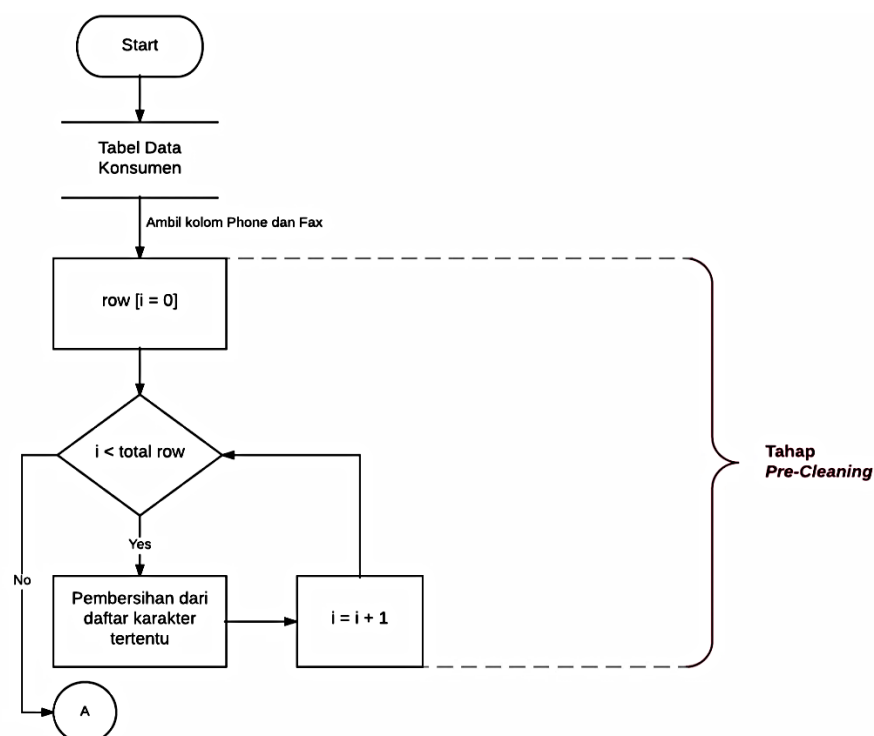 Start
Tabel Data
Konsumen
Ambil kolom Phone dan Fax
row [i = 0]
i < total row
Tahap
Pre-Cleaning
Yes
No
Pembersihan dari
daftar karakter
tertentu
i = i + 1
A